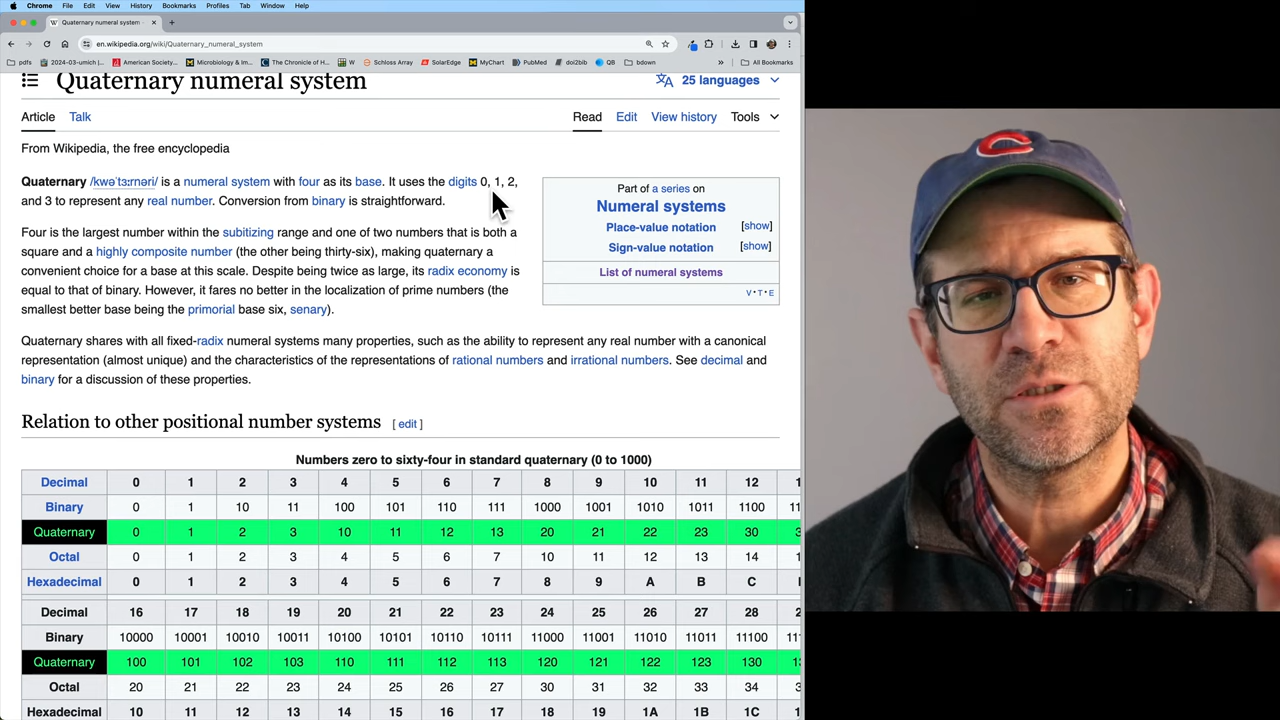 Chrome File Edit View History Bookmarks Profiles Tab Window Help
W Quaternary numeral system - × +
en.wikipedia.org/wiki/Quaternary_numeral_system
pdfs 2024-03-umich [... American Society... Microbiology & Im... The Chronicle of H... W Schloss Array SolarEdge MyChart PubMed doi2bib QB bdown » All Bookmarks
Quaternary numeral system 25 languages
Article Talk Read Edit View history Tools
From Wikipedia, the free encyclopedia
Quaternary /kwəˈtɜːrnəri/ is a numeral system with four as its base. It uses the digits 0, 1, 2,
and 3 to represent any real number. Conversion from binary is straightforward.
Four is the largest number within the subitizing range and one of two numbers that is both a
square and a highly composite number (the other being thirty-six), making quaternary a
convenient choice for a base at this scale. Despite being twice as large, its radix economy is
equal to that of binary. However, it fares no better in the localization of prime numbers (the
smallest better base being the primorial base six, senary).
Part of a series on
Numeral systems
Place-value notation [show]
Sign-value notation [show]
List of numeral systems
V·T·E
Quaternary shares with all fixed-radix numeral systems many properties, such as the ability to represent any real number with a canonical
representation (almost unique) and the characteristics of the representations of rational numbers and irrational numbers. See decimal and
binary for a discussion of these properties.
Relation to other positional number systems [ edit ]
Numbers zero to sixty-four in standard quaternary (0 to 1000)
Decimal 0 1 2 3 4 5 6 7 8 9 10 11 12 1
Binary 0 1 10 11 100 101 110 111 1000 1001 1010 1011 1100 11
Quaternary 0 1 2 3 10 11 12 13 20 21 22 23 30 3
Octal 0 1 2 3 4 5 6 7 10 11 12 13 14 1
Hexadecimal 0 1 2 3 4 5 6 7 8 9 A B C
Decimal 16 17 18 19 20 21 22 23 24 25 26 27 28 2
Binary 10000 10001 10010 10011 10100 10101 10110 10111 11000 11001 11010 11011 11100 11
Quaternary 100 101 102 103 110 111 112 113 120 121 122 123 130 13
Octal 20 21 22 23 24 25 26 27 30 31 32 33 34 3
Hexadecimal 10 11 12 13 14 15 16 17 18 19 1A 1B 1C
C